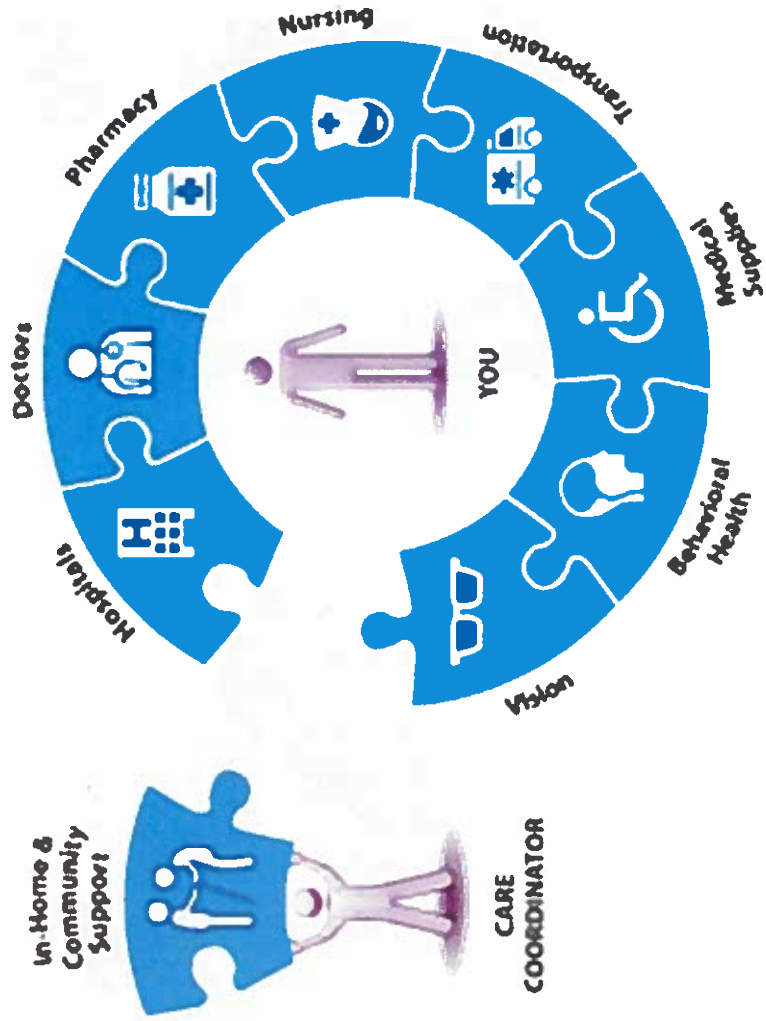 In-Home &
Community
Support
CARE
COORDINATOR
Hospitals
Doctors
Pharmacy
Nursing
Transportation
Medical
Supplies
Behavioral
Health
Vision
YOU
H